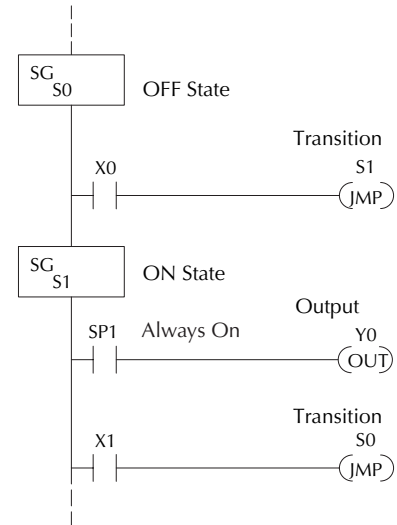 SG
S0
OFF State
Transition
X0
S1
JMP
SG
S1
ON State
Output
SP1
Always On
Y0
OUT
Transition
X1
S0
JMP